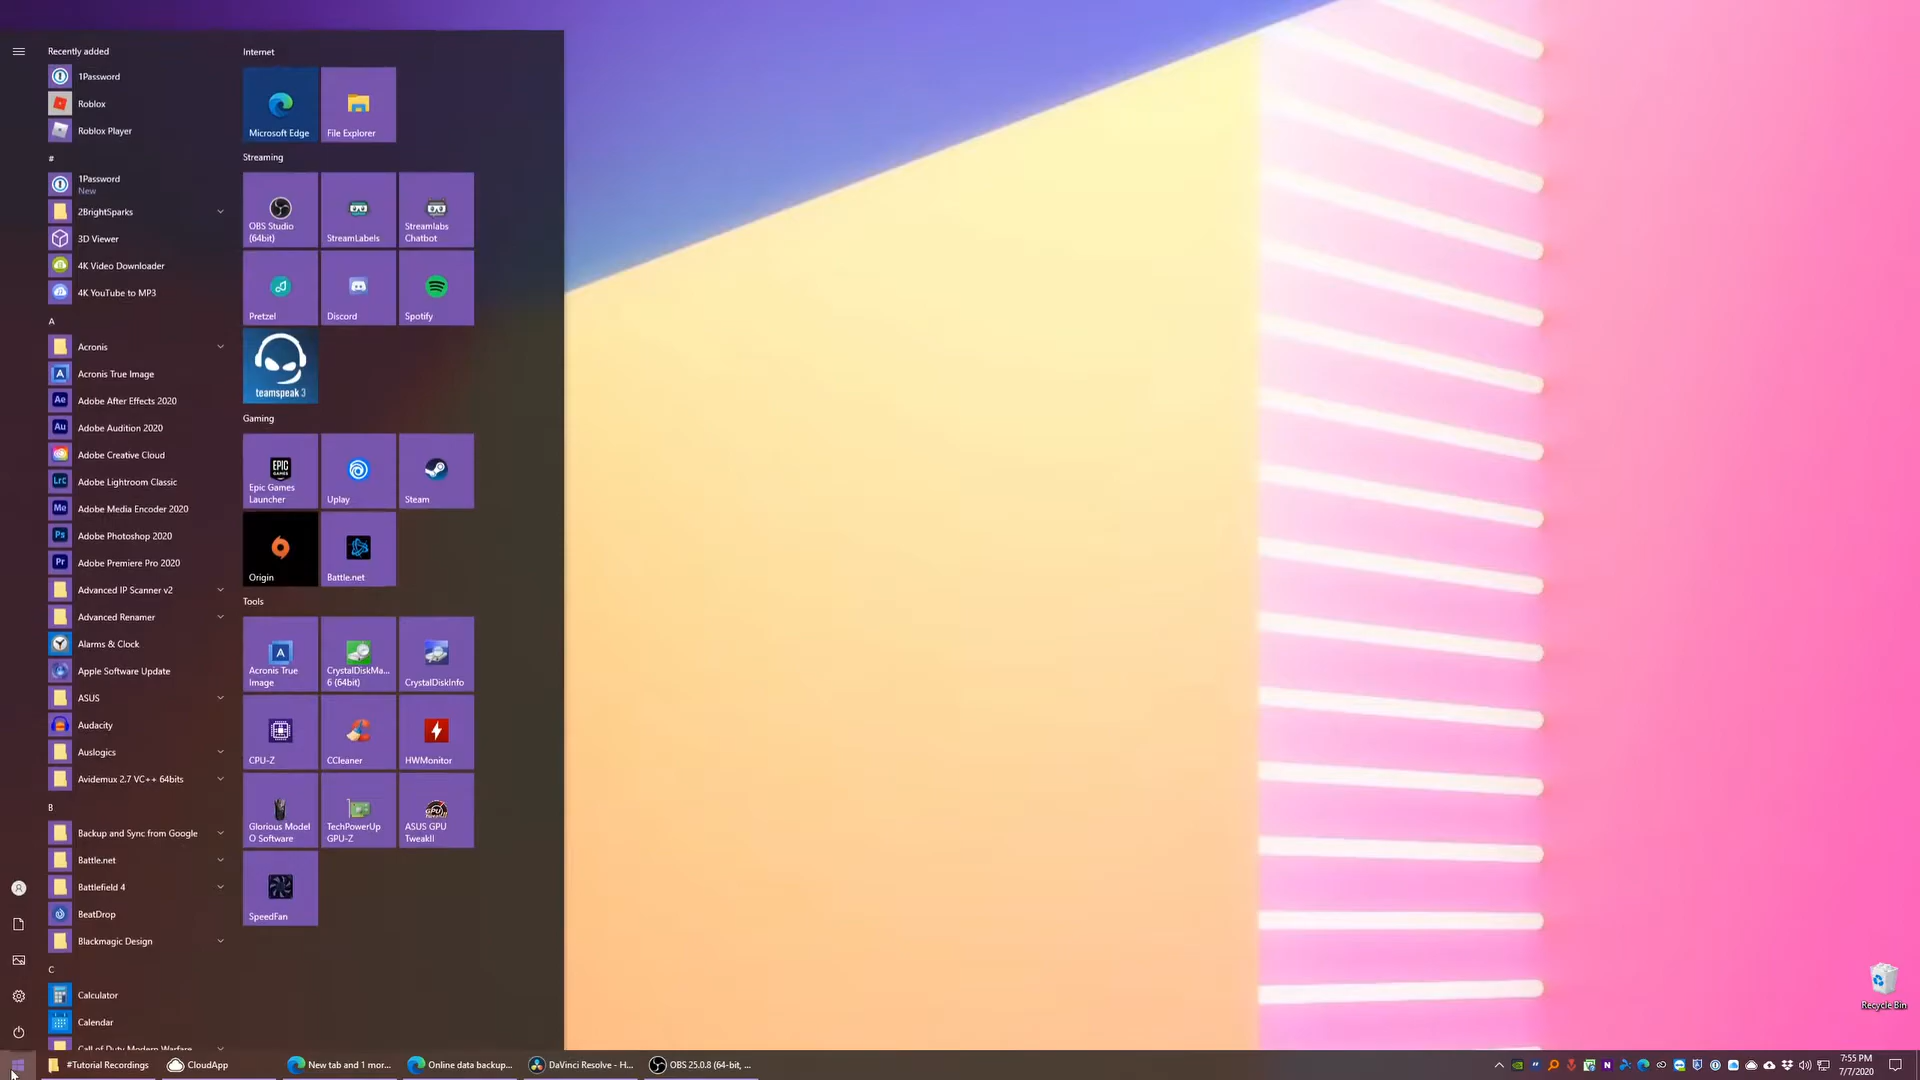 Recently added
1Password
Roblox
Roblox Player
#
1Password
New
2BrightSparks
3D Viewer
4K Video Downloader
4K YouTube to MP3
A
Acronis
Acronis True Image
Adobe After Effects 2020
Adobe Audition 2020
Adobe Creative Cloud
Adobe Lightroom Classic
Adobe Media Encoder 2020
Adobe Photoshop 2020
Adobe Premiere Pro 2020
Advanced IP Scanner v2
Advanced Renamer
Alarms & Clock
Apple Software Update
ASUS
Audacity
Auslogics
Avidemux 2.7 VC++ 64bits
B
Backup and Sync from Google
Battle.net
Battlefield 4
BeatDrop
Blackmagic Design
C
Calculator
Calendar
Call of Duty Modern Warfare
Internet
Microsoft Edge
File Explorer
Streaming
OBS Studio
(64bit)
StreamLabels
Streamlabs
Chatbot
Pretzel
Discord
Spotify
teamspeak 3
Gaming
EPIC
GAMES
Epic Games
Launcher
Uplay
Steam
Origin
Battle.net
Tools
Acronis True
Image
CrystalDiskMa...
6 (64bit)
CrystalDiskInfo
CPU-Z
CCleaner
HWMonitor
Glorious Model
O Software
TechPowerUp
GPU-Z
ASUS GPU
TweakII
SpeedFan
Recycle Bin
#Tutorial Recordings
CloudApp
New tab and 1 mor...
Online data backup...
DaVinci Resolve - H...
OBS 25.0.8 (64-bit, ...
7:55 PM
7/7/2020